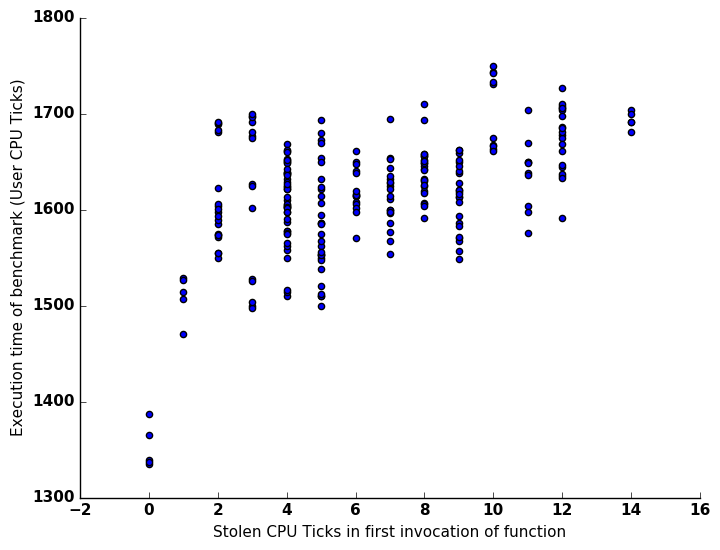 1800
1700
1600
1500
1400
1300
Execution time of benchmark (User CPU Ticks)
−2 0 2 4 6 8 10 12 14 16
Stolen CPU Ticks in first invocation of function